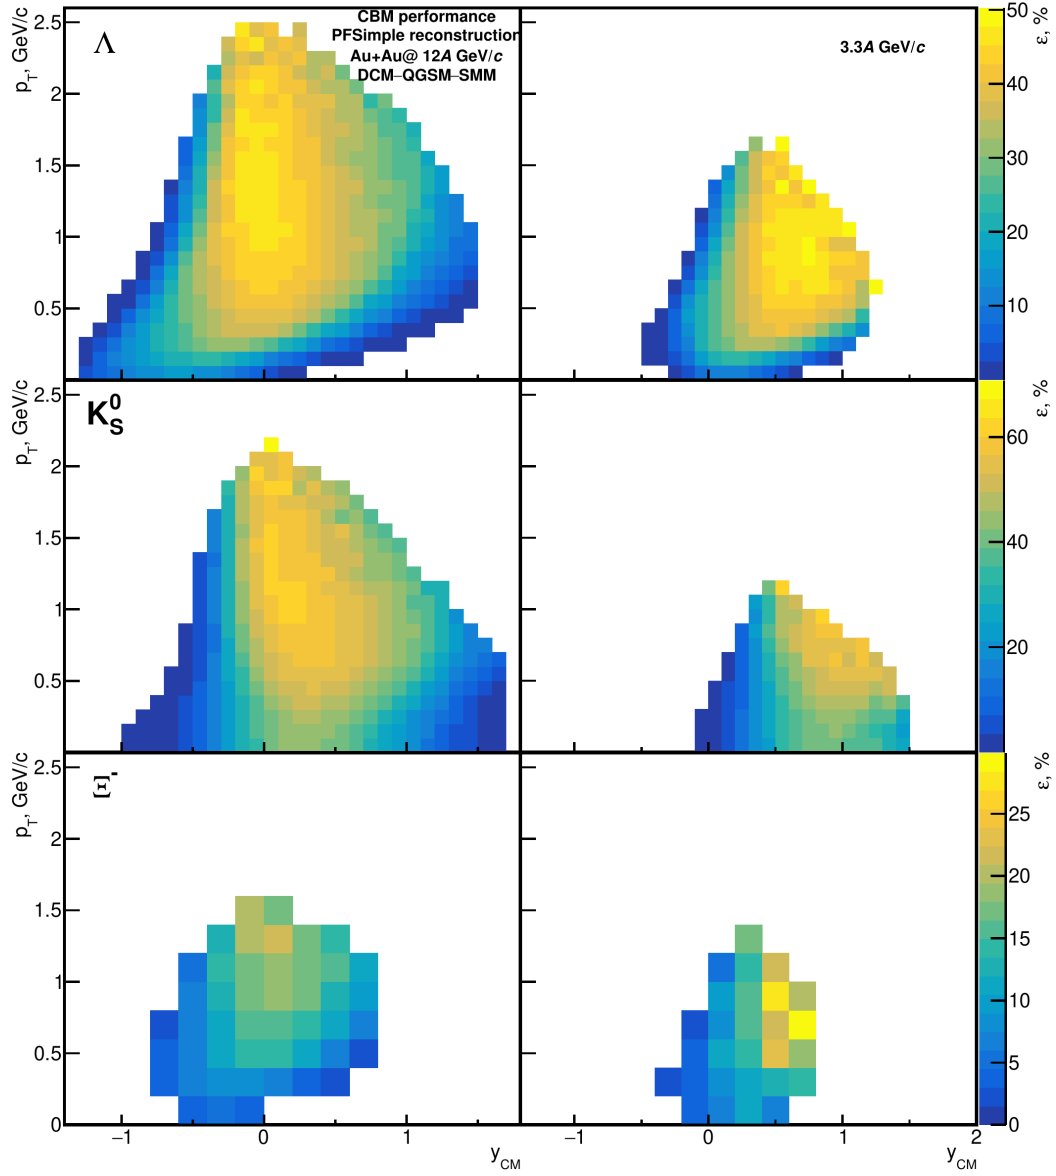 Λ
CBM performance
PFSimple reconstruction
Au+Au@ 12A GeV/c
DCM–QGSM–SMM
3.3A GeV/c
p_T, GeV/c
2.5
2
1.5
1
0.5
ε, %
50
40
30
20
10
K_S^0
p_T, GeV/c
2.5
2
1.5
1
0.5
ε, %
60
40
20
Ξ-
p_T, GeV/c
2.5
2
1.5
1
0.5
0
ε, %
25
20
15
10
5
0
−1 0 1
y_CM
−1 0 1 2
y_CM